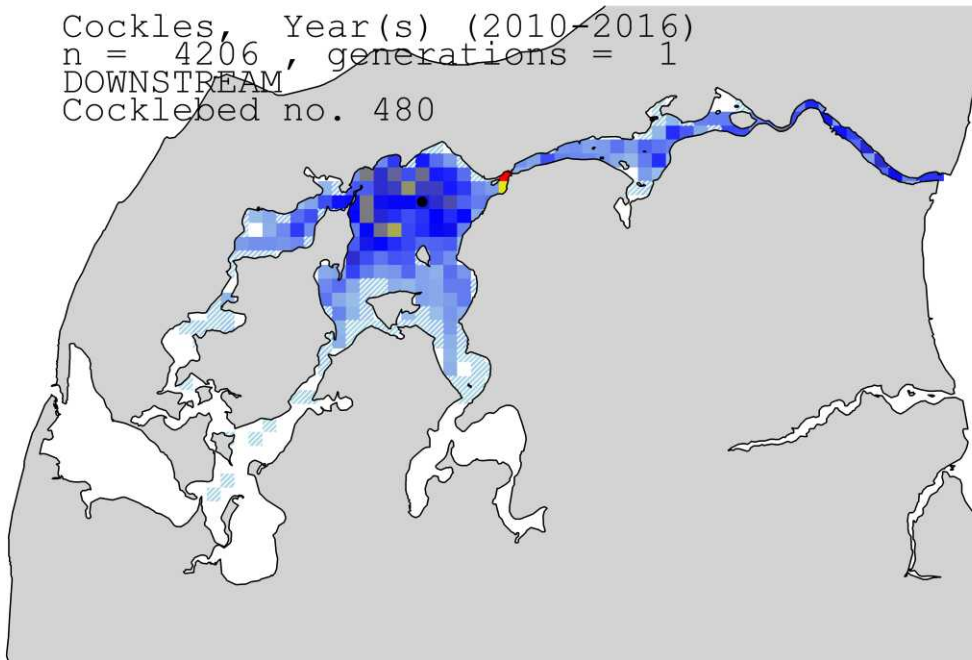 Cockles, Year(s) (2010-2016)
n = 4206 , generations = 1
DOWNSTREAM
Cocklebed no. 480